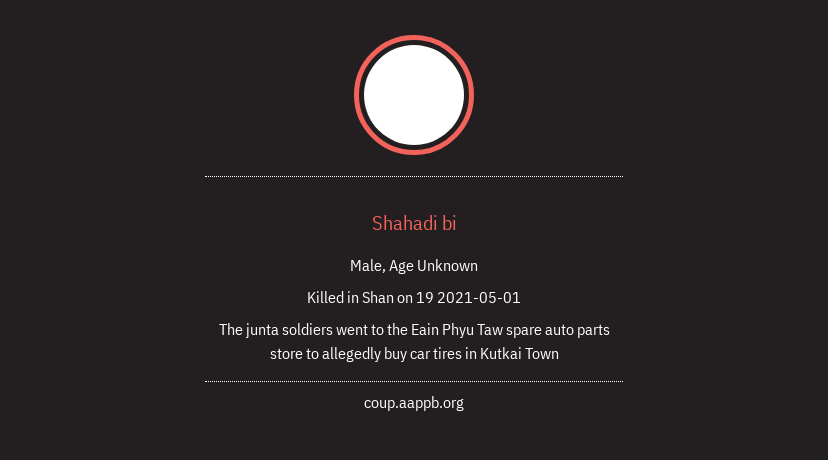 Shahadi bi
Male, Age Unknown
Killed in Shan on 19 2021-05-01
The junta soldiers went to the Eain Phyu Taw spare auto parts
store to allegedly buy car tires in Kutkai Town
coup.aappb.org